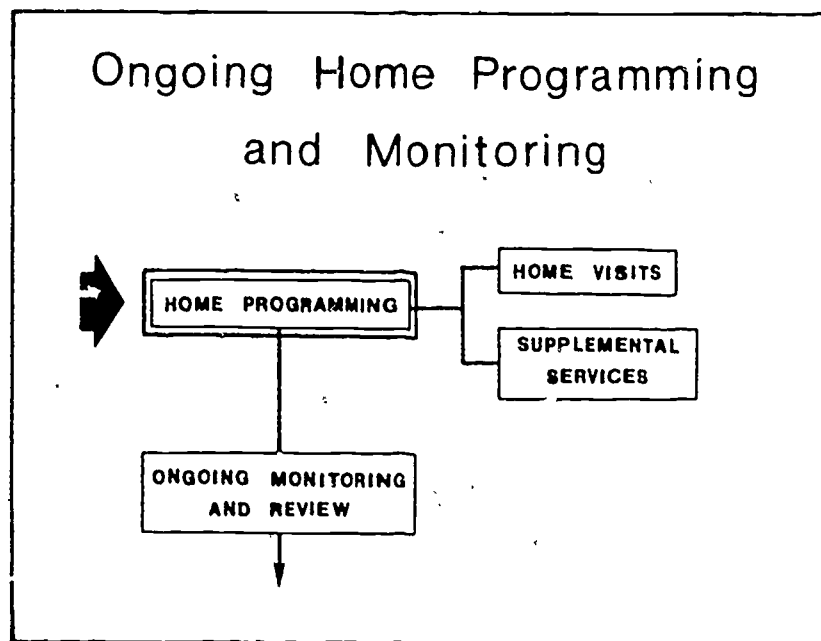 Ongoing Home Programming
and Monitoring
HOME PROGRAMMING
HOME VISITS
SUPPLEMENTAL
SERVICES
ONGOING MONITORING
AND REVIEW